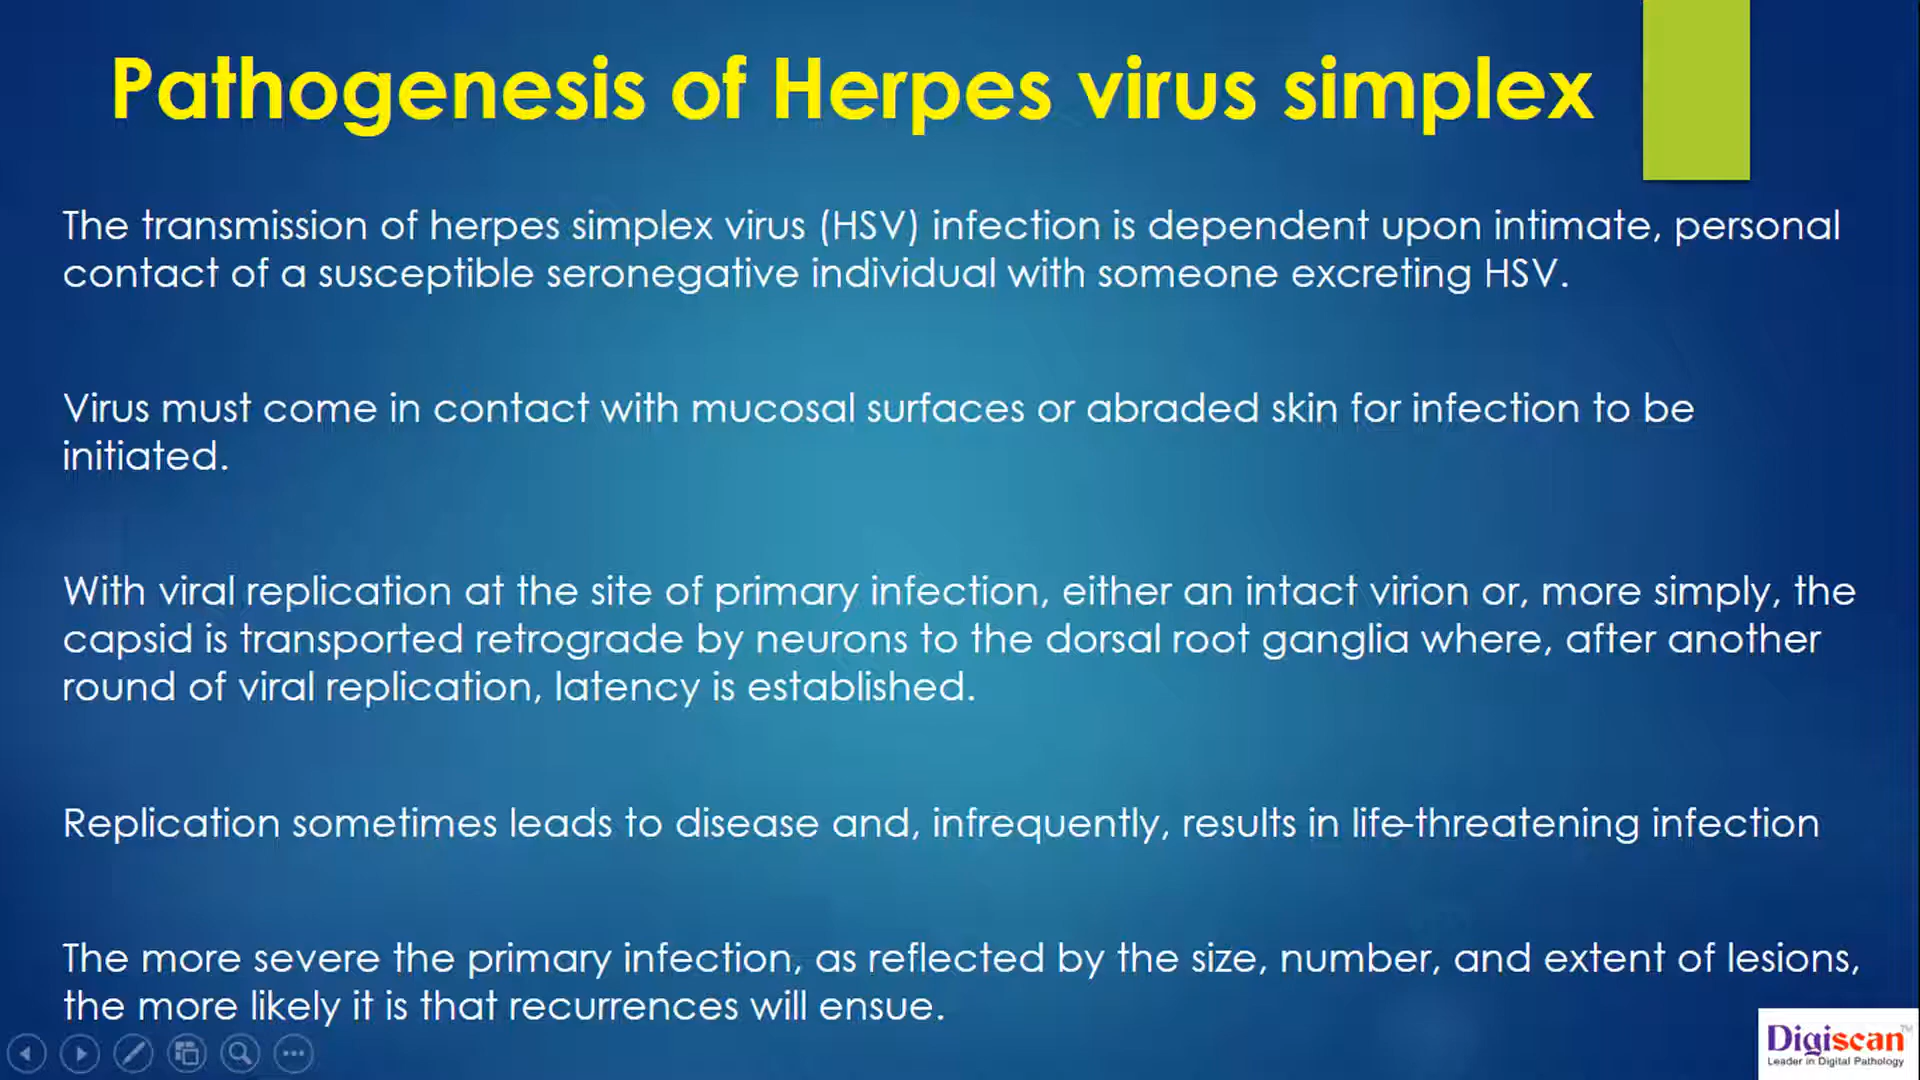 Pathogenesis of Herpes virus simplex
The transmission of herpes simplex virus (HSV) infection is dependent upon intimate, personal
contact of a susceptible seronegative individual with someone excreting HSV.
Virus must come in contact with mucosal surfaces or abraded skin for infection to be
initiated.
With viral replication at the site of primary infection, either an intact virion or, more simply, the
capsid is transported retrograde by neurons to the dorsal root ganglia where, after another
round of viral replication, latency is established.
Replication sometimes leads to disease and, infrequently, results in life-threatening infection
The more severe the primary infection, as reflected by the size, number, and extent of lesions,
the more likely it is that recurrences will ensue.
Digiscan™
Leader in Digital Pathology